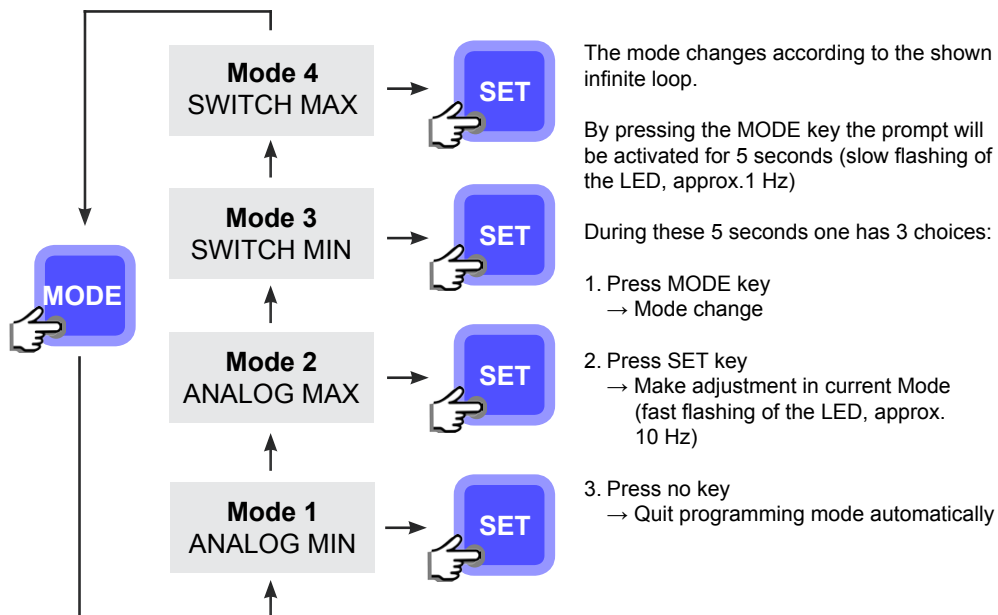 Mode 4
SWITCH MAX
SET
Mode 3
SWITCH MIN
SET
MODE
Mode 2
ANALOG MAX
SET
Mode 1
ANALOG MIN
SET
The mode changes according to the shown
infinite loop.
By pressing the MODE key the prompt will
be activated for 5 seconds (slow flashing of
the LED, approx.1 Hz)
During these 5 seconds one has 3 choices:
1. Press MODE key
→ Mode change
2. Press SET key
→ Make adjustment in current Mode
(fast flashing of the LED, approx.
10 Hz)
3. Press no key
→ Quit programming mode automatically